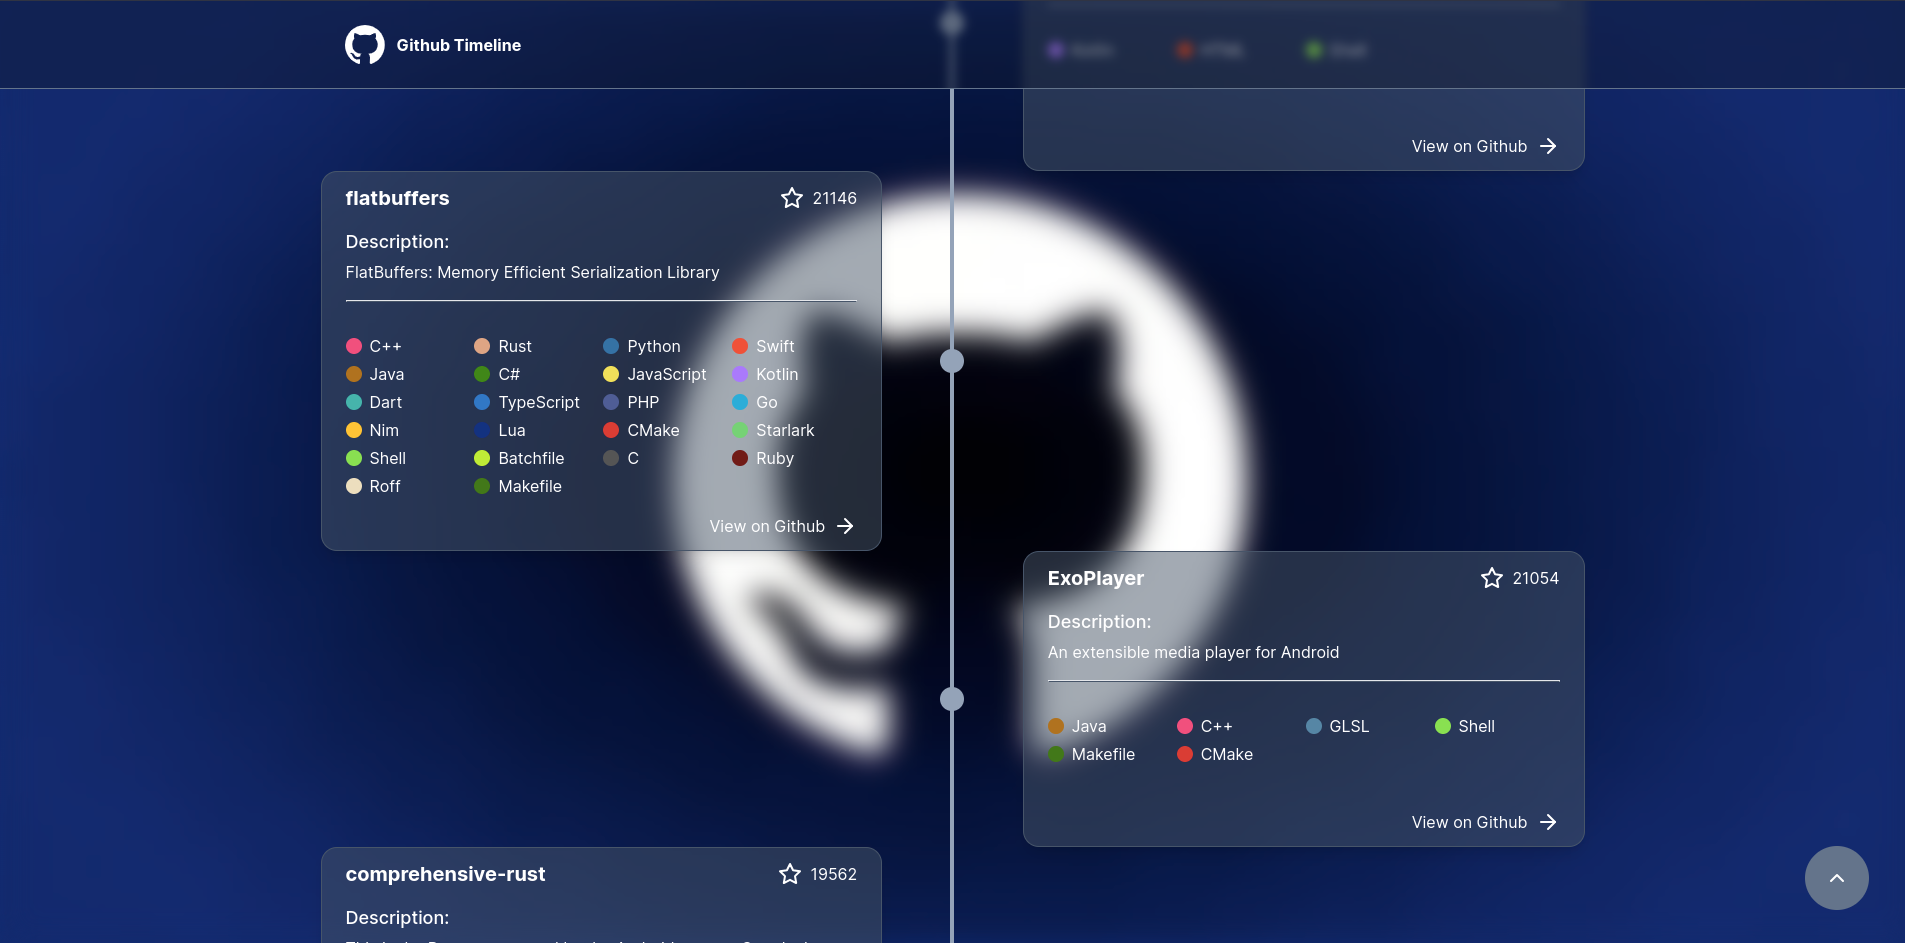 Github Timeline
View on Github
flatbuffers
21146
Description:
FlatBuffers: Memory Efficient Serialization Library
C++ Rust Python Swift
Java C# JavaScript Kotlin
Dart TypeScript PHP Go
Nim Lua CMake Starlark
Shell Batchfile C Ruby
Roff Makefile
View on Github
ExoPlayer
21054
Description:
An extensible media player for Android
Java C++ GLSL Shell
Makefile CMake
View on Github
comprehensive-rust
19562
Description: